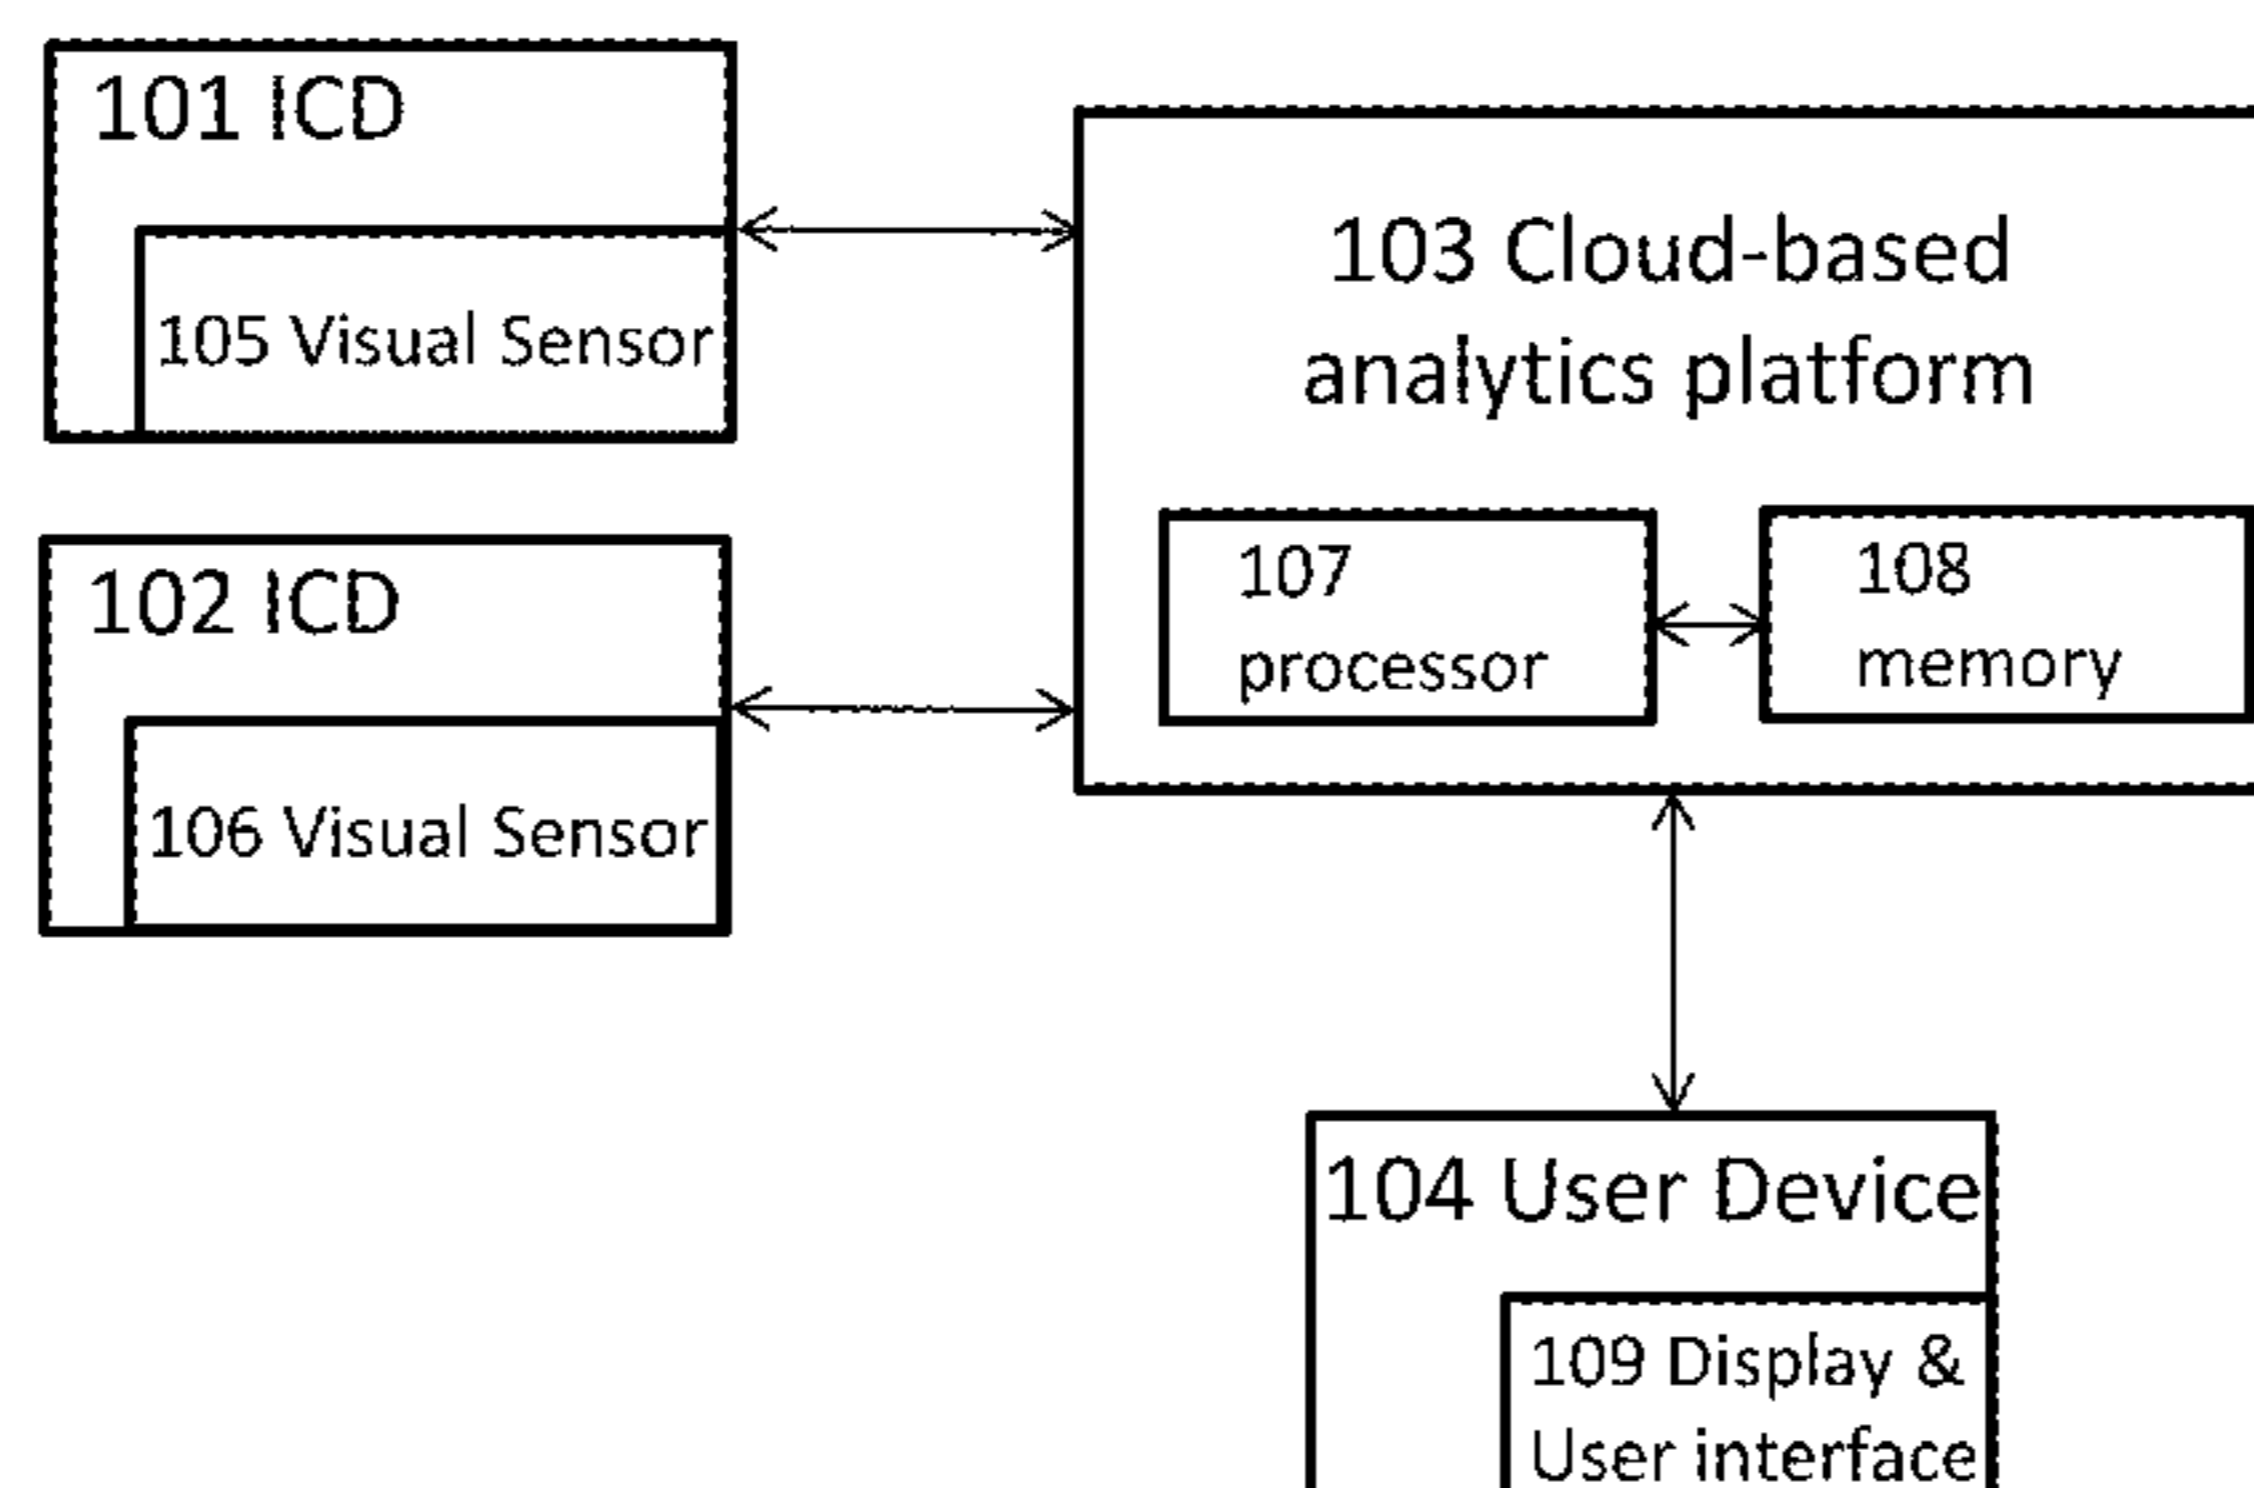 101 ICD
105 Visual Sensor
103 Cloud-based
analytics platform
107
processor
108
memory
102 ICD
106 Visual Sensor
104 User Device
109 Display &
User interface